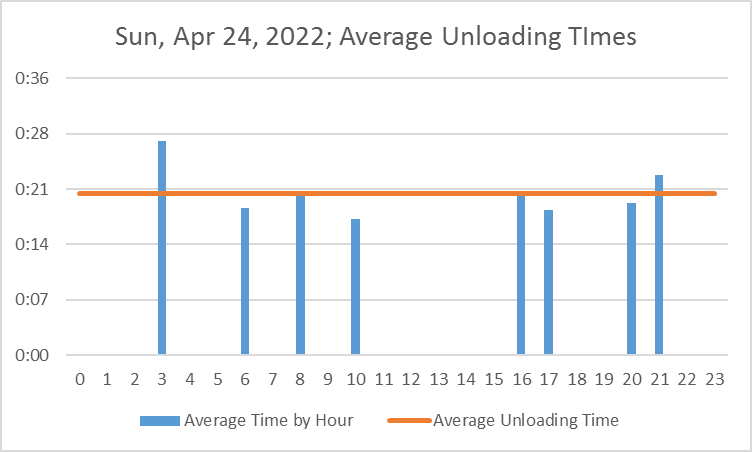 Sun, Apr 24, 2022; Average Unloading TImes
0:36
0:28
0:21
0:14
0:07
0:00
0 1 2 3 4 5 6 7 8 9 10 11 12 13 14 15 16 17 18 19 20 21 22 23
Average Time by Hour Average Unloading Time